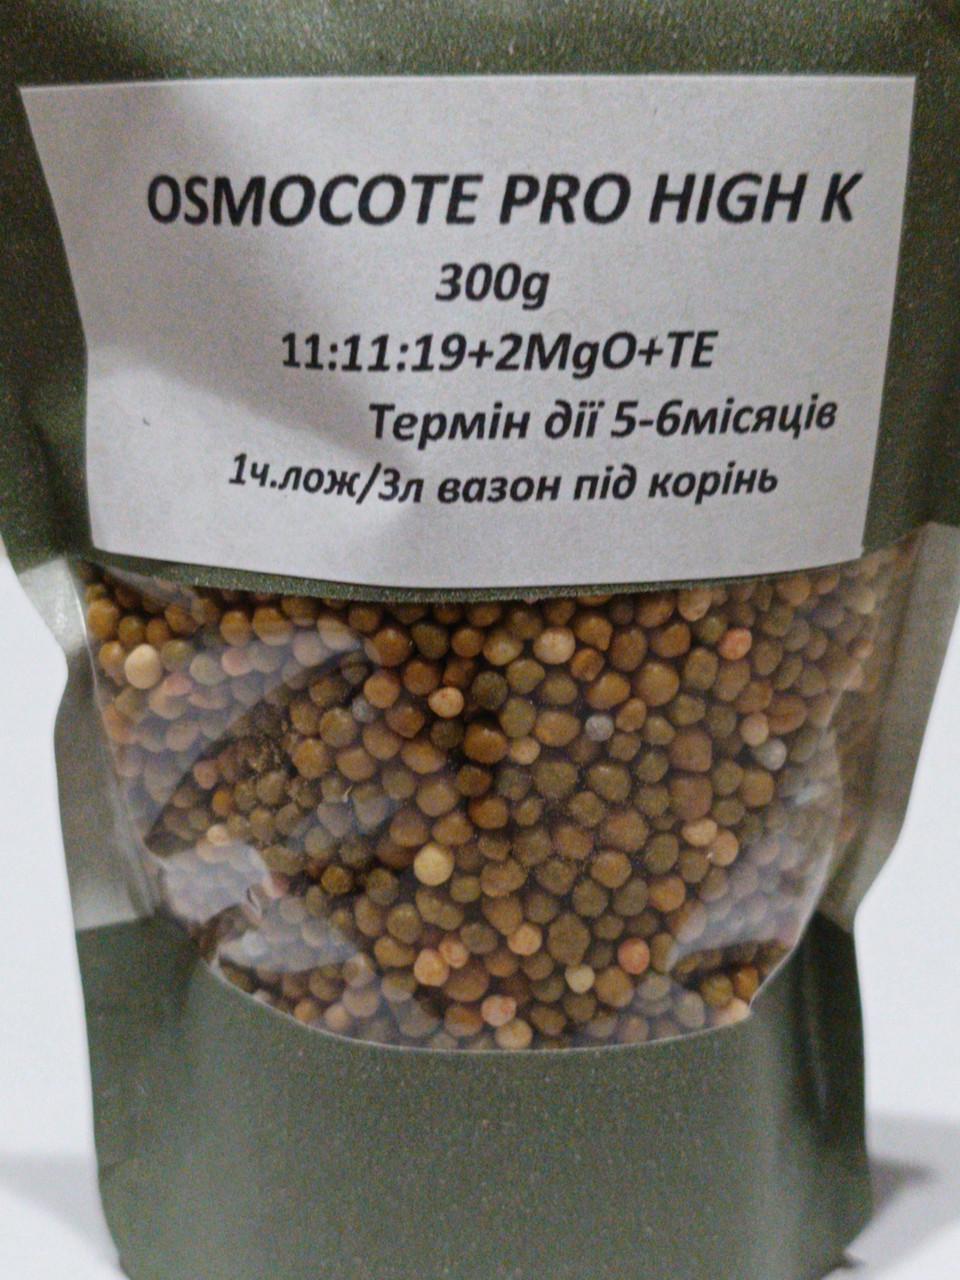 OSMOCOTE PRO HIGH K
300g
11:11:19+2MgO+TE
Термін дії 5-6місяців
1ч.лож/3л вазон під корінь